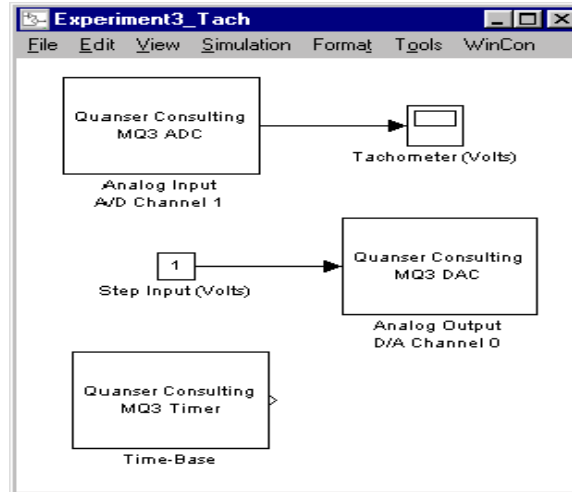 Experiment3_Tach
File Edit View Simulation Format Tools WinCon
Quanser Consulting
MQ3 ADC
Analog Input
A/D Channel 1
Tachometer (Volts)
1
Step Input (Volts)
Quanser Consulting
MQ3 DAC
Analog Output
D/A Channel 0
Quanser Consulting
MQ3 Timer
Time-Base